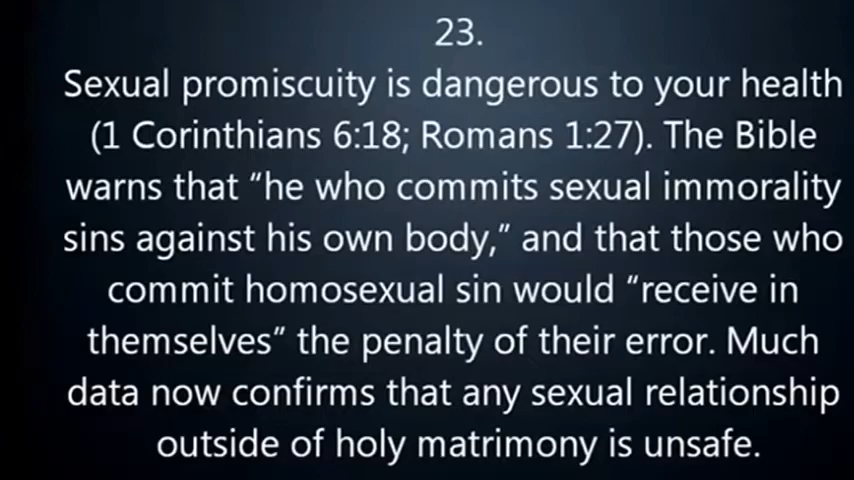 23.
Sexual promiscuity is dangerous to your health
(1 Corinthians 6:18; Romans 1:27). The Bible
warns that “he who commits sexual immorality
sins against his own body,” and that those who
commit homosexual sin would “receive in
themselves” the penalty of their error. Much
data now confirms that any sexual relationship
outside of holy matrimony is unsafe.